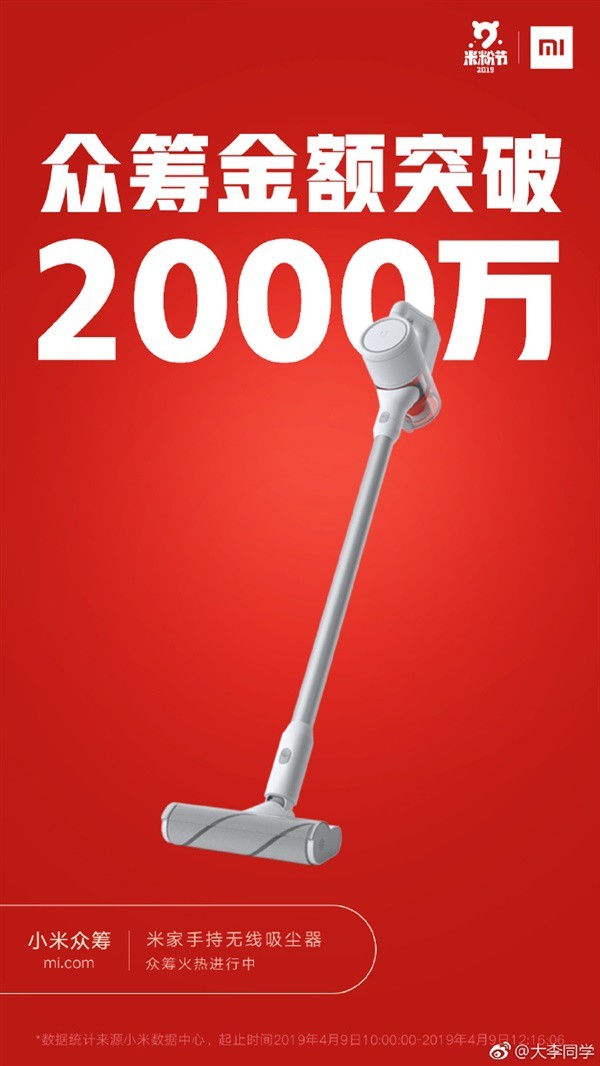 米粉节
2019
mi
众筹金额突破
2000万
小米众筹
mi.com
米家手持无线吸尘器
众筹火热进行中
*数据统计来源小米数据中心，起止时间2019年4月9日10:00:00-2019年4月9日12:16:06
@大李同学